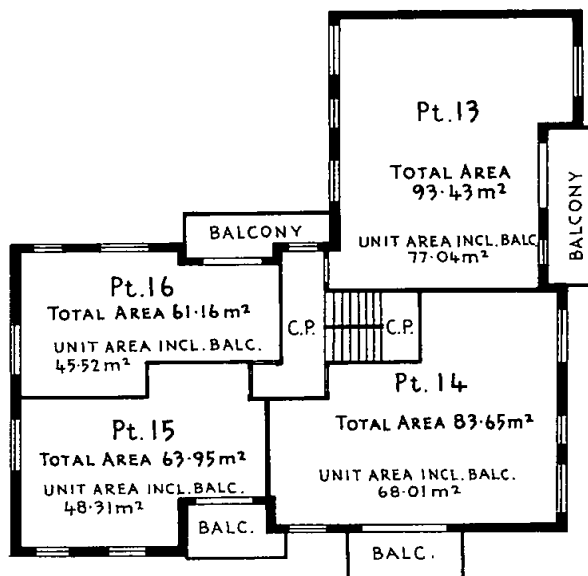 Pt.13
TOTAL AREA
93·43m²
UNIT AREA INCL.BALC
77.04m²
BALCONY
BALCONY
Pt.16
TOTAL AREA 61·16m²
UNIT AREA INCL.BALC.
45.52m²
C.P.
C.P.
Pt.14
TOTAL AREA 83·65m²
UNIT AREA INCL.BALC.
68.01m²
Pt.15
TOTAL AREA 63·95m²
UNIT AREA INCL.BALC.
48.31m²
BALC.
BALC.